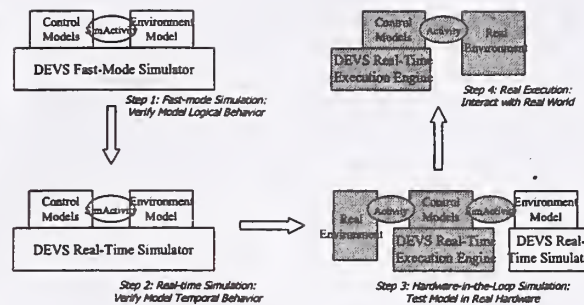 Control Models
SimActivity
Environment Model
DEVS Fast-Mode Simulator
Step 1: Fast-mode Simulation:
Verify Model Logical Behavior
Control Models
Activity
Real Environment
DEVS Real-Time
Execution Engine
Step 4: Real Execution:
Interact with Real World
Control Models
SimActivity
Environment Model
DEVS Real-Time Simulator
Step 2: Real-time Simulation:
Verify Model Temporal Behavior
Real Environment
Activity
Control Models
SimActivity
Environment Model
DEVS Real-Time
Execution Engine
DEVS Real-
Time Simulator
Step 3: Hardware-in-the-Loop Simulation:
Test Model in Real Hardware